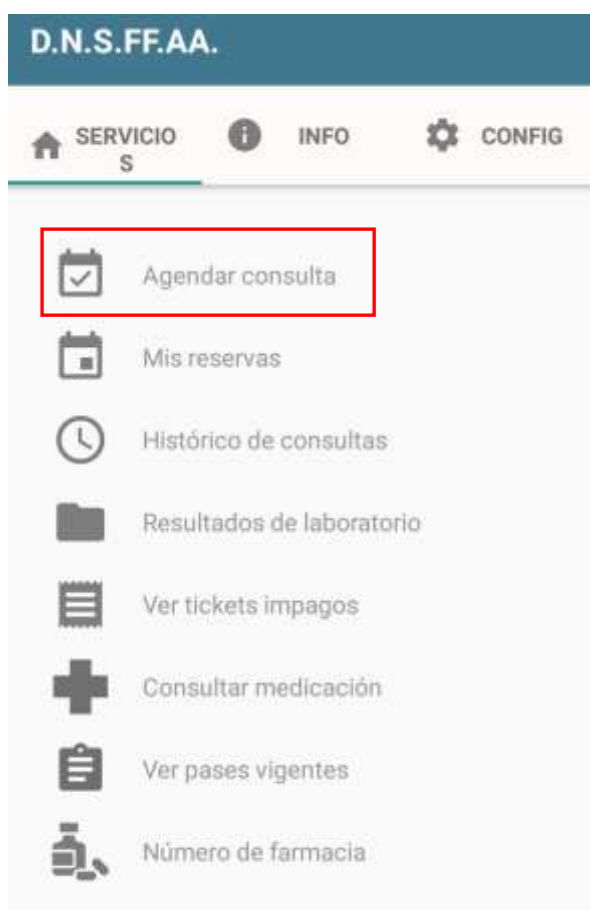 D.N.S.FF.AA.
SERVICIO
S
INFO
CONFIG
Agendar consulta
Mis reservas
Histórico de consultas
Resultados de laboratorio
Ver tickets impagos
Consultar medicación
Ver pases vigentes
Número de farmacia